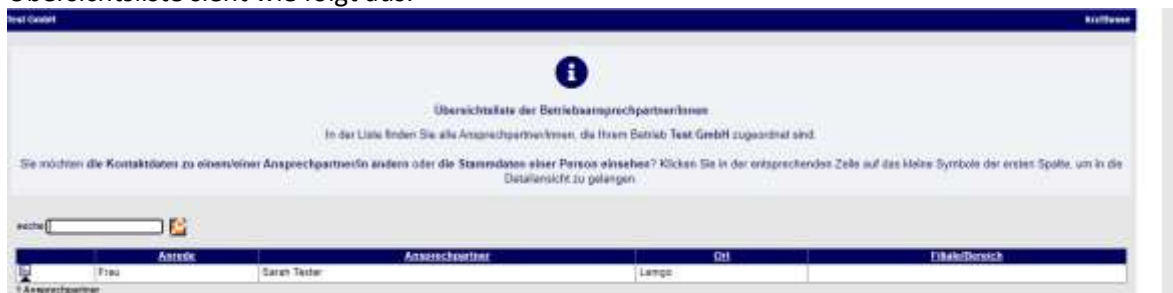 Übersichtsliste sieht wie folgt aus:
Test GmbH
Übersichtsliste der Betriebsansprechpartner/innen
In der Liste finden Sie alle Ansprechpartner/innen, die Ihrem Betrieb Test GmbH zugeordnet sind.
Sie möchten die Kontaktdaten zu einem/einer Ansprechpartner/in ändern oder die Stammdaten einer Person einsehen? Klicken Sie in der entsprechenden Zeile auf das kleine Symbole der ersten Spalte, um in die
Detailansicht zu gelangen.
suche
Anrede Ansprechpartner Ort Filiale/Bereich
Frau Sarah Tester Lemgo
1 Ansprechpartner